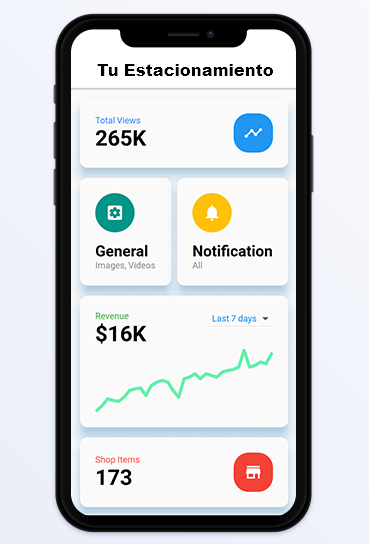 Tu Estacionamiento
Total Views
265K
General
Images, Videos
Notification
All
Revenue
$16K
Last 7 days
Shop Items
173